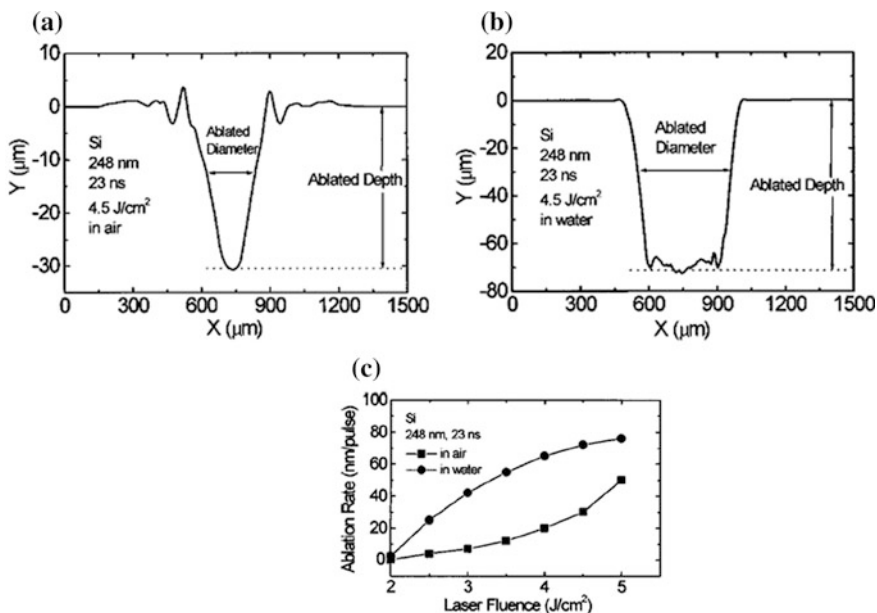 (a)
10
0
-10
-20
-30
Y (µm)
Si
248 nm
23 ns
4.5 J/cm²
in air
Ablated
Diameter
Ablated Depth
0 300 600 900 1200 1500
X (µm)
(b)
20
0
-20
-40
-60
-80
Y (µm)
Si
248 nm
23 ns
4.5 J/cm²
in water
Ablated
Diameter
Ablated Depth
0 300 600 900 1200 1500
X (µm)
(c)
100
80
60
40
20
0
Ablation Rate (nm/pulse)
Si
248 nm, 23 ns
in air
in water
2 3 4 5
Laser Fluence (J/cm²)